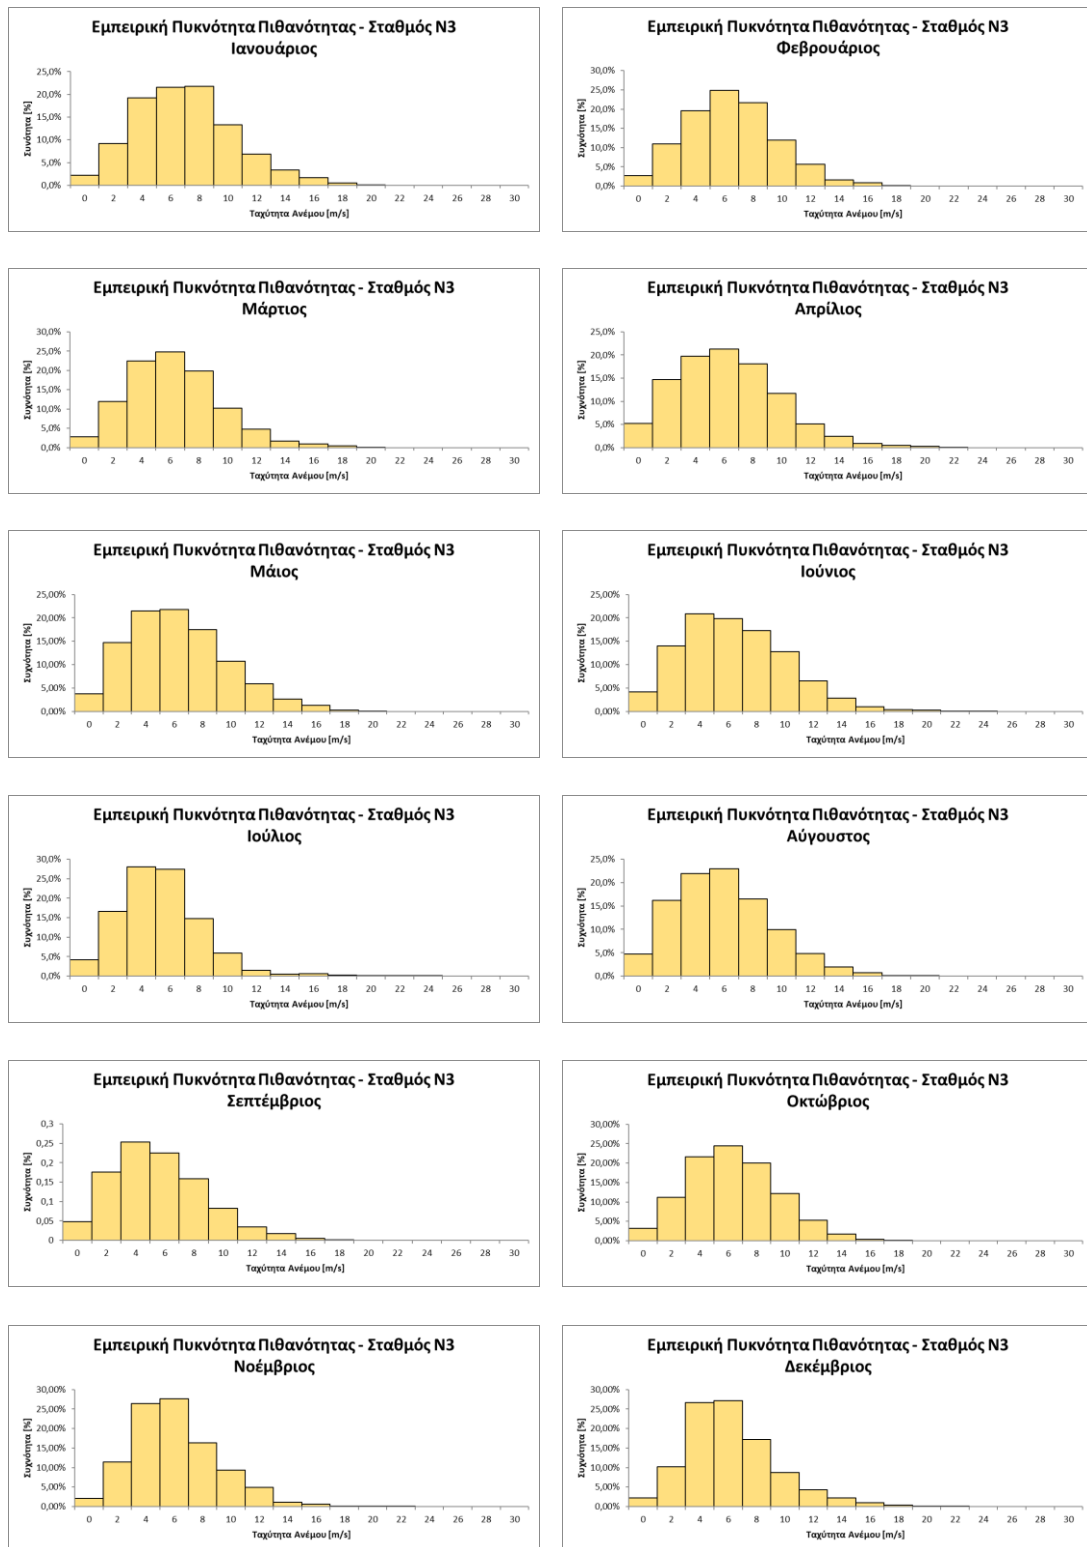 Εμπειρική Πυκνότητα Πιθανότητας - Σταθμός N3
Ιανουάριος
25,0%
20,0%
15,0%
10,0%
5,0%
0,0%
Συνότητα [%]
0 2 4 6 8 10 12 14 16 18 20 22 24 26 28 30
Ταχύτητα Ανέμου [m/s]
Εμπειρική Πυκνότητα Πιθανότητας - Σταθμός N3
Φεβρουάριος
30,0%
25,0%
20,0%
15,0%
10,0%
5,0%
0,0%
Συχνότητα [%]
0 2 4 6 8 10 12 14 16 18 20 22 24 26 28 30
Ταχύτητα Ανέμου [m/s]
Εμπειρική Πυκνότητα Πιθανότητας - Σταθμός N3
Μάρτιος
30,0%
25,0%
20,0%
15,0%
10,0%
5,0%
0,0%
Συχνότητα [%]
0 2 4 6 8 10 12 14 16 18 20 22 24 26 28 30
Ταχύτητα Ανέμου [m/s]
Εμπειρική Πυκνότητα Πιθανότητας - Σταθμός N3
Απρίλιος
25,0%
20,0%
15,0%
10,0%
5,0%
0,0%
Συχνότητα [%]
0 2 4 6 8 10 12 14 16 18 20 22 24 26 28 30
Ταχύτητα Ανέμου [m/s]
Εμπειρική Πυκνότητα Πιθανότητας - Σταθμός N3
Μάιος
25,00%
20,00%
15,00%
10,00%
5,00%
0,00%
Συχνότητα [%]
0 2 4 6 8 10 12 14 16 18 20 22 24 26 28 30
Ταχύτητα Ανέμου [m/s]
Εμπειρική Πυκνότητα Πιθανότητας - Σταθμός N3
Ιούνιος
25,00%
20,00%
15,00%
10,00%
5,00%
0,00%
Συχνότητα [%]
0 2 4 6 8 10 12 14 16 18 20 22 24 26 28 30
Ταχύτητα Ανέμου [m/s]
Εμπειρική Πυκνότητα Πιθανότητας - Σταθμός N3
Ιούλιος
30,0%
25,0%
20,0%
15,0%
10,0%
5,0%
0,0%
Συχνότητα [%]
0 2 4 6 8 10 12 14 16 18 20 22 24 26 28 30
Ταχύτητα Ανέμου [m/s]
Εμπειρική Πυκνότητα Πιθανότητας - Σταθμός N3
Αύγουστος
25,0%
20,0%
15,0%
10,0%
5,0%
0,0%
Συχνότητα [%]
0 2 4 6 8 10 12 14 16 18 20 22 24 26 28 30
Ταχύτητα Ανέμου [m/s]
Εμπειρική Πυκνότητα Πιθανότητας - Σταθμός N3
Σεπτέμβριος
0,3
0,25
0,2
0,15
0,1
0,05
0
Συχνότητα [%]
0 2 4 6 8 10 12 14 16 18 20 22 24 26 28 30
Ταχύτητα Ανέμου [m/s]
Εμπειρική Πυκνότητα Πιθανότητας - Σταθμός N3
Οκτώβριος
30,00%
25,00%
20,00%
15,00%
10,00%
5,00%
0,00%
Συχνότητα [%]
0 2 4 6 8 10 12 14 16 18 20 22 24 26 28 30
Ταχύτητα Ανέμου [m/s]
Εμπειρική Πυκνότητα Πιθανότητας - Σταθμός N3
Νοέμβριος
30,00%
25,00%
20,00%
15,00%
10,00%
5,00%
0,00%
Συχνότητα [%]
0 2 4 6 8 10 12 14 16 18 20 22 24 26 28 30
Ταχύτητα Ανέμου [m/s]
Εμπειρική Πυκνότητα Πιθανότητας - Σταθμός N3
Δεκέμβριος
30,00%
25,00%
20,00%
15,00%
10,00%
5,00%
0,00%
Συχνότητα [%]
0 2 4 6 8 10 12 14 16 18 20 22 24 26 28 30
Ταχύτητα Ανέμου [m/s]